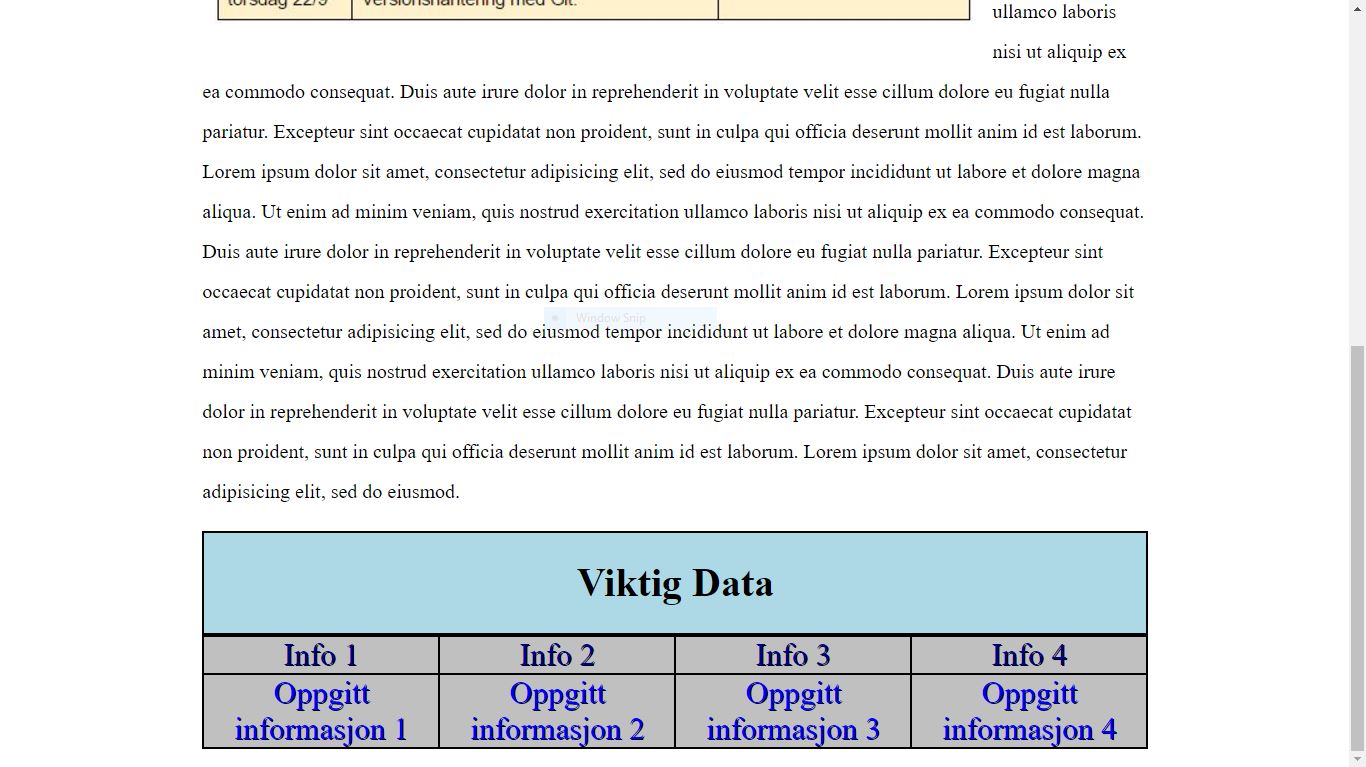 torsdag 22/9 Versionshantering med Git.
ullamco laboris
nisi ut aliquip ex
ea commodo consequat. Duis aute irure dolor in reprehenderit in voluptate velit esse cillum dolore eu fugiat nulla
pariatur. Excepteur sint occaecat cupidatat non proident, sunt in culpa qui officia deserunt mollit anim id est laborum.
Lorem ipsum dolor sit amet, consectetur adipisicing elit, sed do eiusmod tempor incididunt ut labore et dolore magna
aliqua. Ut enim ad minim veniam, quis nostrud exercitation ullamco laboris nisi ut aliquip ex ea commodo consequat.
Duis aute irure dolor in reprehenderit in voluptate velit esse cillum dolore eu fugiat nulla pariatur. Excepteur sint
occaecat cupidatat non proident, sunt in culpa qui officia deserunt mollit anim id est laborum. Lorem ipsum dolor sit
Window Snip
amet, consectetur adipisicing elit, sed do eiusmod tempor incididunt ut labore et dolore magna aliqua. Ut enim ad
minim veniam, quis nostrud exercitation ullamco laboris nisi ut aliquip ex ea commodo consequat. Duis aute irure
dolor in reprehenderit in voluptate velit esse cillum dolore eu fugiat nulla pariatur. Excepteur sint occaecat cupidatat
non proident, sunt in culpa qui officia deserunt mollit anim id est laborum. Lorem ipsum dolor sit amet, consectetur
adipisicing elit, sed do eiusmod.
Viktig Data
Info 1 Info 2 Info 3 Info 4
Oppgitt informasjon 1 Oppgitt informasjon 2 Oppgitt informasjon 3 Oppgitt informasjon 4